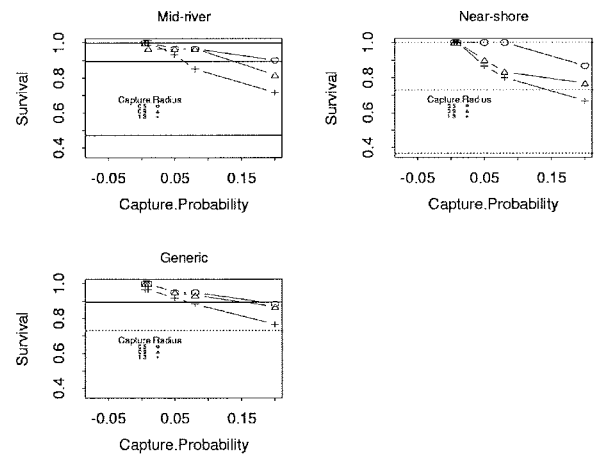 Mid-river
Survival
0.4 0.6 0.8 1.0
Capture.Radius
-0.05 0.05 0.15
Capture.Probability
Near-shore
Survival
0.4 0.6 0.8 1.0
Capture.Radius
-0.05 0.05 0.15
Capture.Probability
Generic
Survival
0.4 0.6 0.8 1.0
Capture.Radius
-0.05 0.05 0.15
Capture.Probability